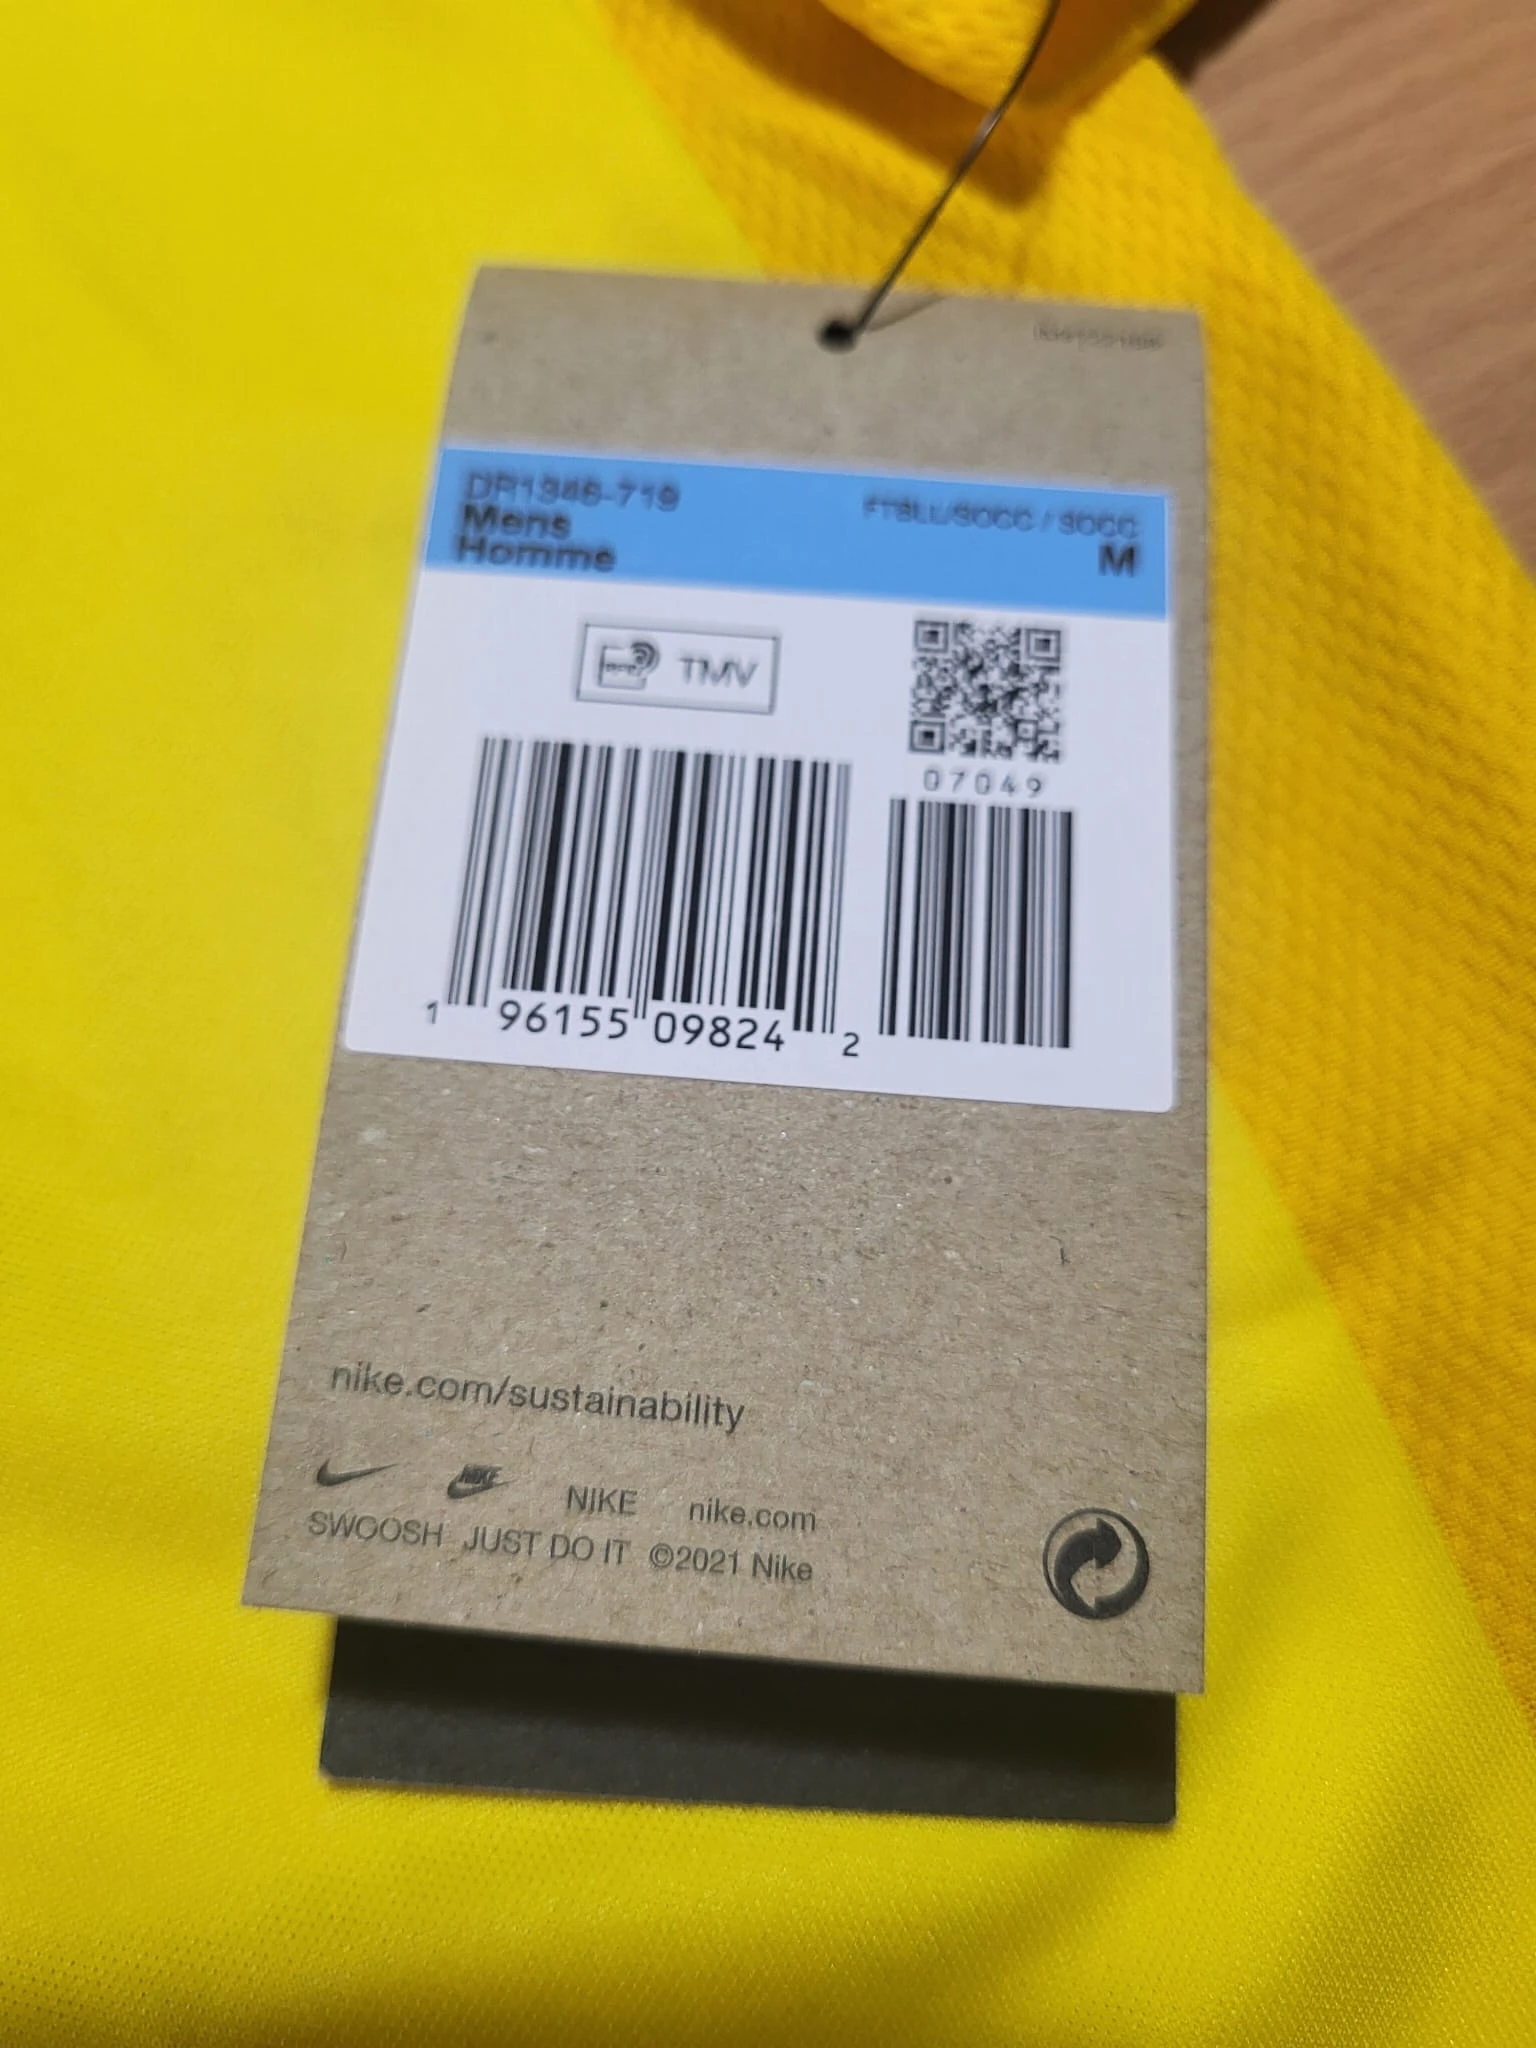 DR1346-719
FTBLL/SOCC / SOCC
Mens
Homme
M
TMV
07049
1 96155 09824 2
nike.com/sustainability
NIKE NIKE nike.com
SWOOSH JUST DO IT ©2021 Nike